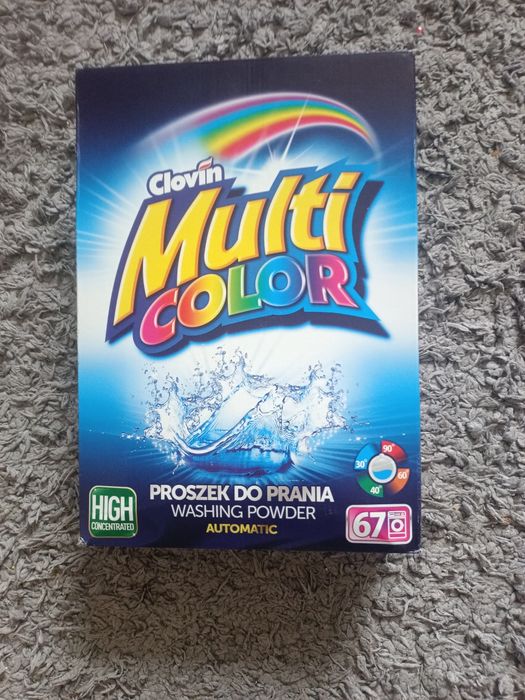 Clovin
Multi
COLOR
90°
30°
60°
40°
PROSZEK DO PRANIA
WASHING POWDER
AUTOMATIC
HIGH
CONCENTRATED
67